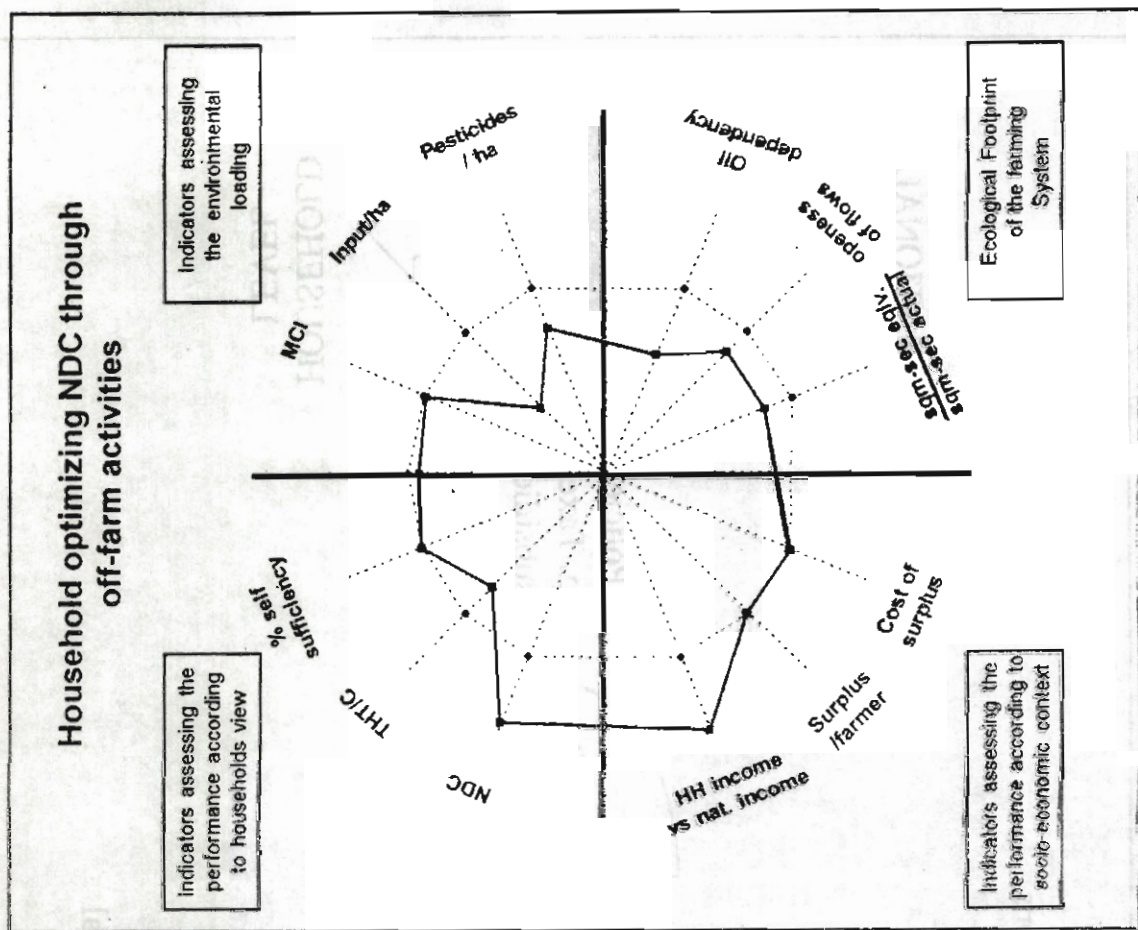 Household optimizing NDC through
off-farm activities
Indicators assessing the
performance according
to households view
Indicators assessing
the environmental
loading
% self
sufficiency
THT/C
NDC
MCI
Input/ha
Pesticides
/ ha
HH income
vs nat. income
Surplus
/farmer
Cost of
surplus
sqm-sec eqlv.
sqm-sec actual
openess
of flows
Oil
dependency
Indicators assessing the
performance according to
socio-economic context
Ecological Footprint
of the farming
System
HOUSEHOLD
LEVEL